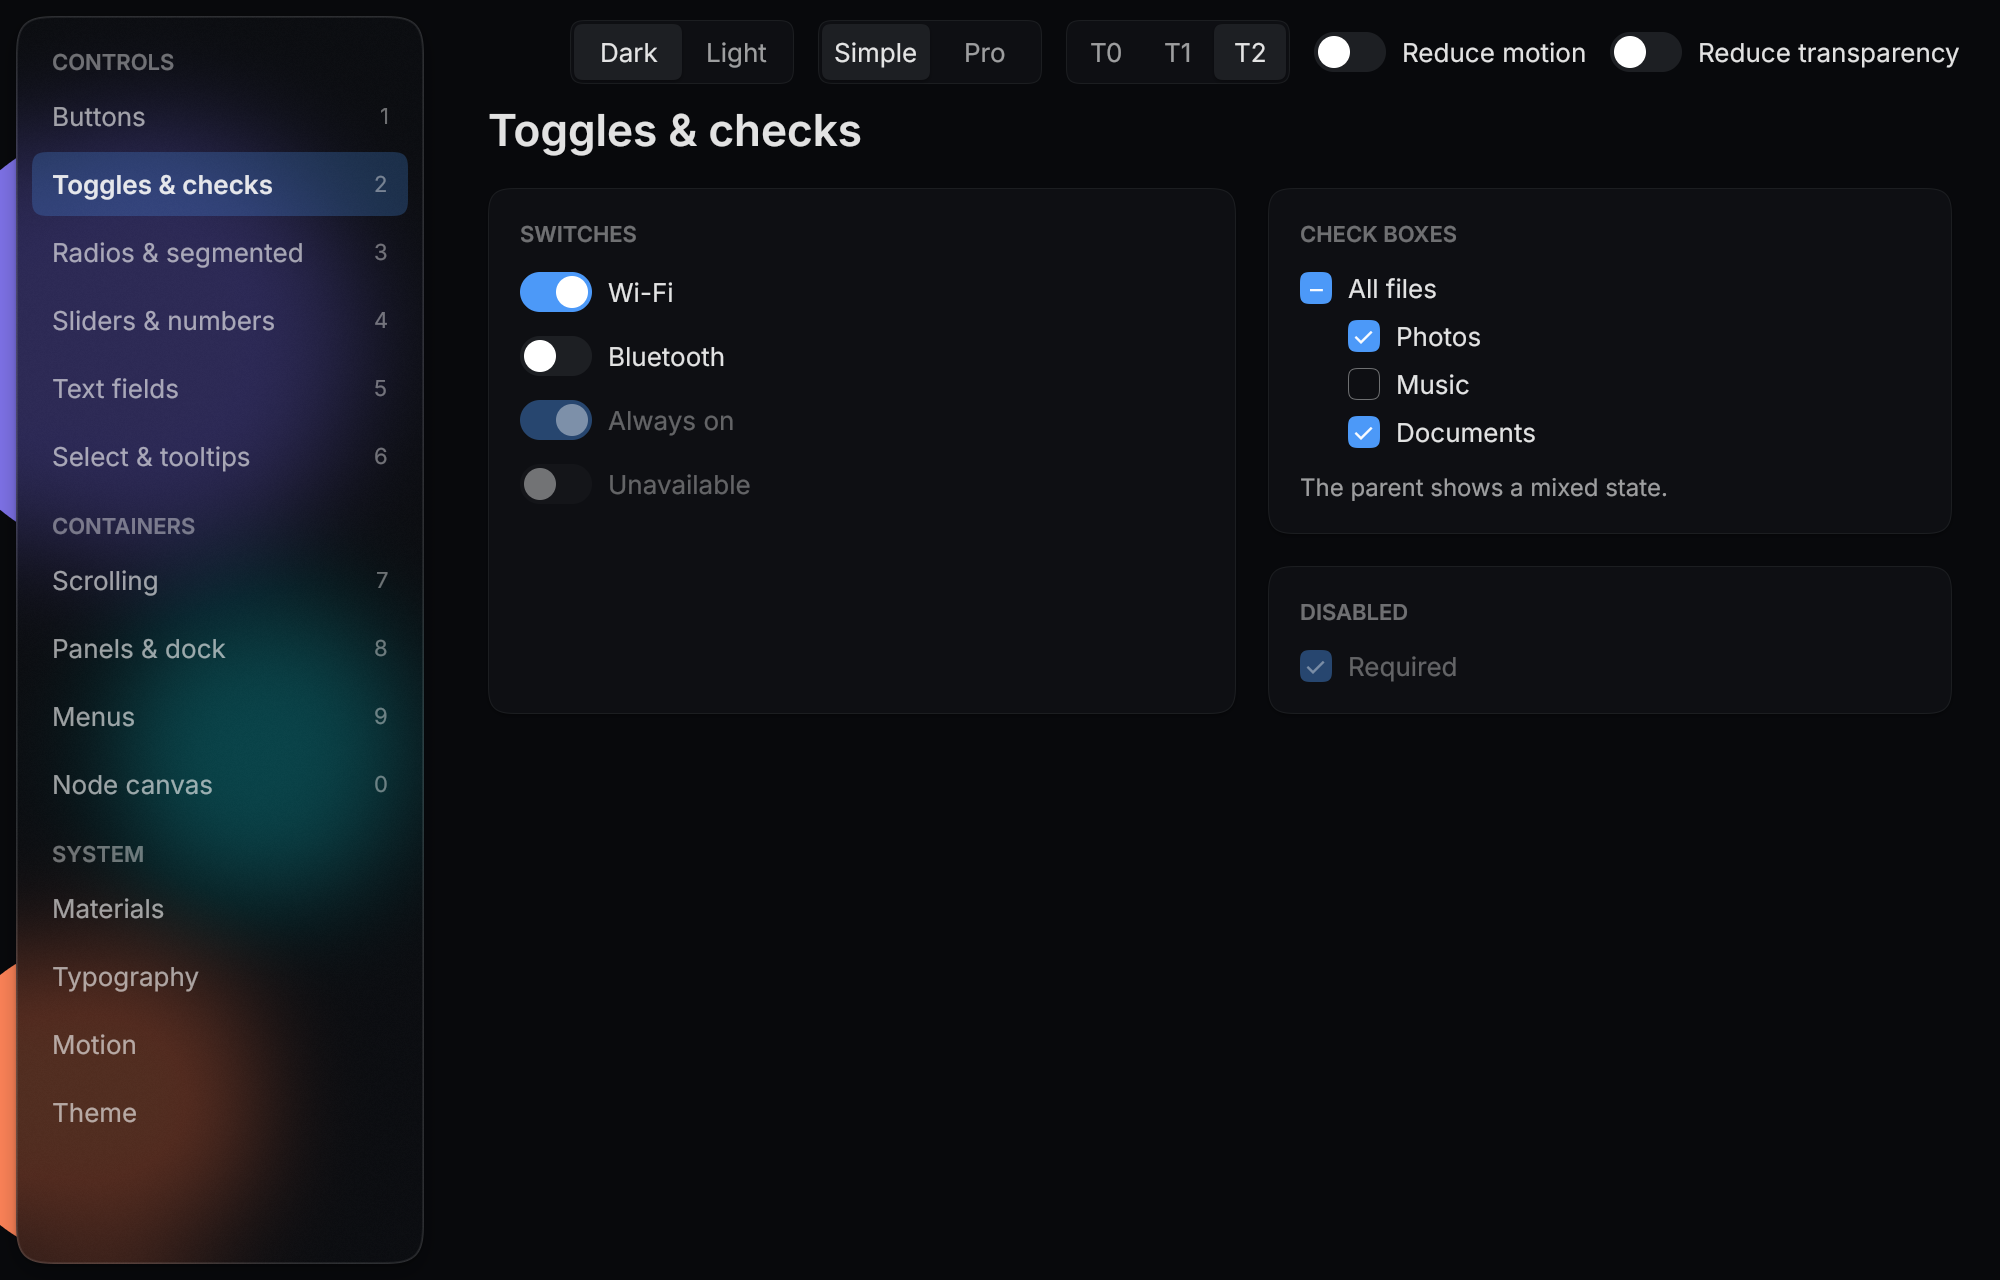 CONTROLS
Buttons 1
Toggles & checks 2
Radios & segmented 3
Sliders & numbers 4
Text fields 5
Select & tooltips 6
CONTAINERS
Scrolling 7
Panels & dock 8
Menus 9
Node canvas 0
SYSTEM
Materials
Typography
Motion
Theme
Dark Light Simple Pro T0 T1 T2 Reduce motion Reduce transparency
Toggles & checks
SWITCHES
Wi-Fi
Bluetooth
Always on
Unavailable
CHECK BOXES
All files
Photos
Music
Documents
The parent shows a mixed state.
DISABLED
Required